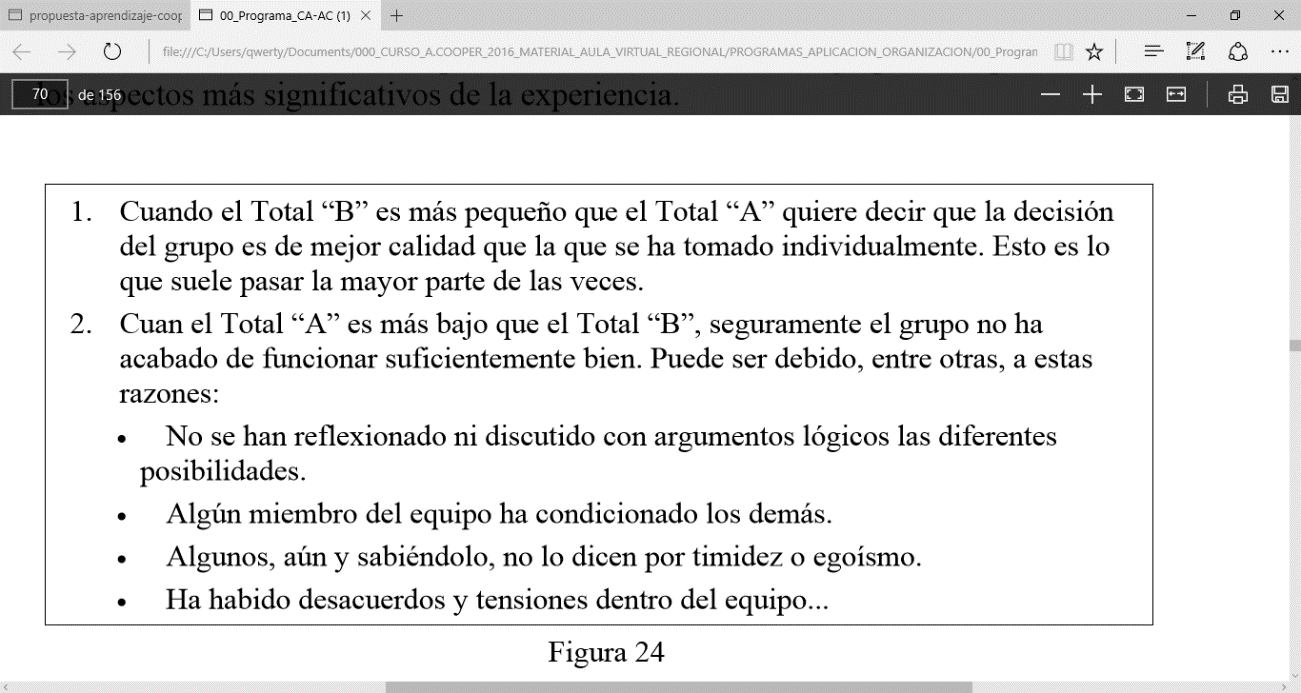 propuesta-aprendizaje-coop
00_Programa_CA-AC (1)
file:///C:/Users/qwerty/Documents/000_CURSO_A.COOPER_2016_MATERIAL_AULA_VIRTUAL_REGIONAL/PROGRAMAS_APLICACION_ORGANIZACION/00_Program
70 de 156
los aspectos más significativos de la experiencia.
1. Cuando el Total “B” es más pequeño que el Total “A” quiere decir que la decisión
del grupo es de mejor calidad que la que se ha tomado individualmente. Esto es lo
que suele pasar la mayor parte de las veces.
2. Cuan el Total “A” es más bajo que el Total “B”, seguramente el grupo no ha
acabado de funcionar suficientemente bien. Puede ser debido, entre otras, a estas
razones:
• No se han reflexionado ni discutido con argumentos lógicos las diferentes
posibilidades.
• Algún miembro del equipo ha condicionado los demás.
• Algunos, aún y sabiéndolo, no lo dicen por timidez o egoísmo.
• Ha habido desacuerdos y tensiones dentro del equipo...
Figura 24